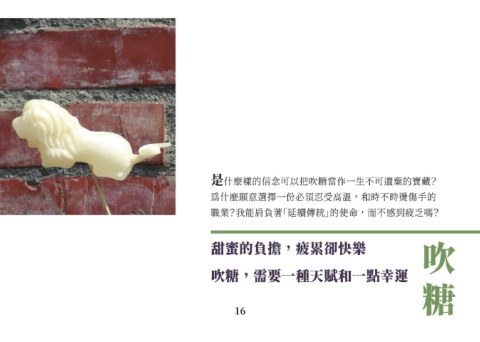 是什麼樣的信念可以把吹糖當作一生不可遺棄的寶藏?
爲什麼願意選擇一份必須忍受高溫，和時不時燙傷手的
職業?我能肩負著「延續傳統」的使命，而不感到疲乏嗎?
甜蜜的負擔，疲累卻快樂
吹糖，需要一種天賦和一點幸運
吹糖
16